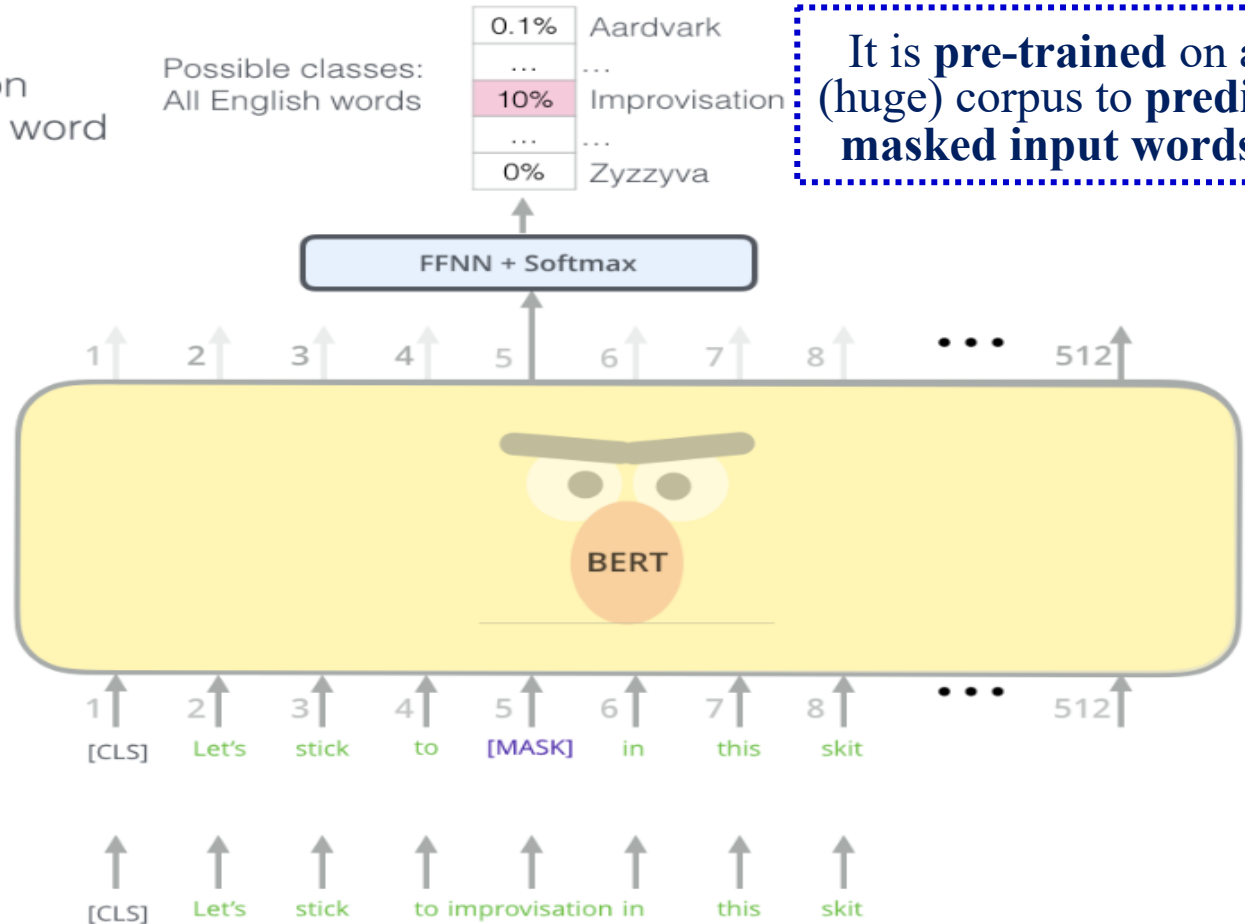 on
word
Possible classes:
All English words
0.1% Aardvark
... ...
10% Improvisation
... ...
0% Zyzzyva
It is pre-trained on a
(huge) corpus to predi
masked input words
FFNN + Softmax
1 2 3 4 5 6 7 8 ... 512
BERT
1 2 3 4 5 6 7 8 ... 512
[CLS] Let's stick to [MASK] in this skit
[CLS] Let's stick to improvisation in this skit